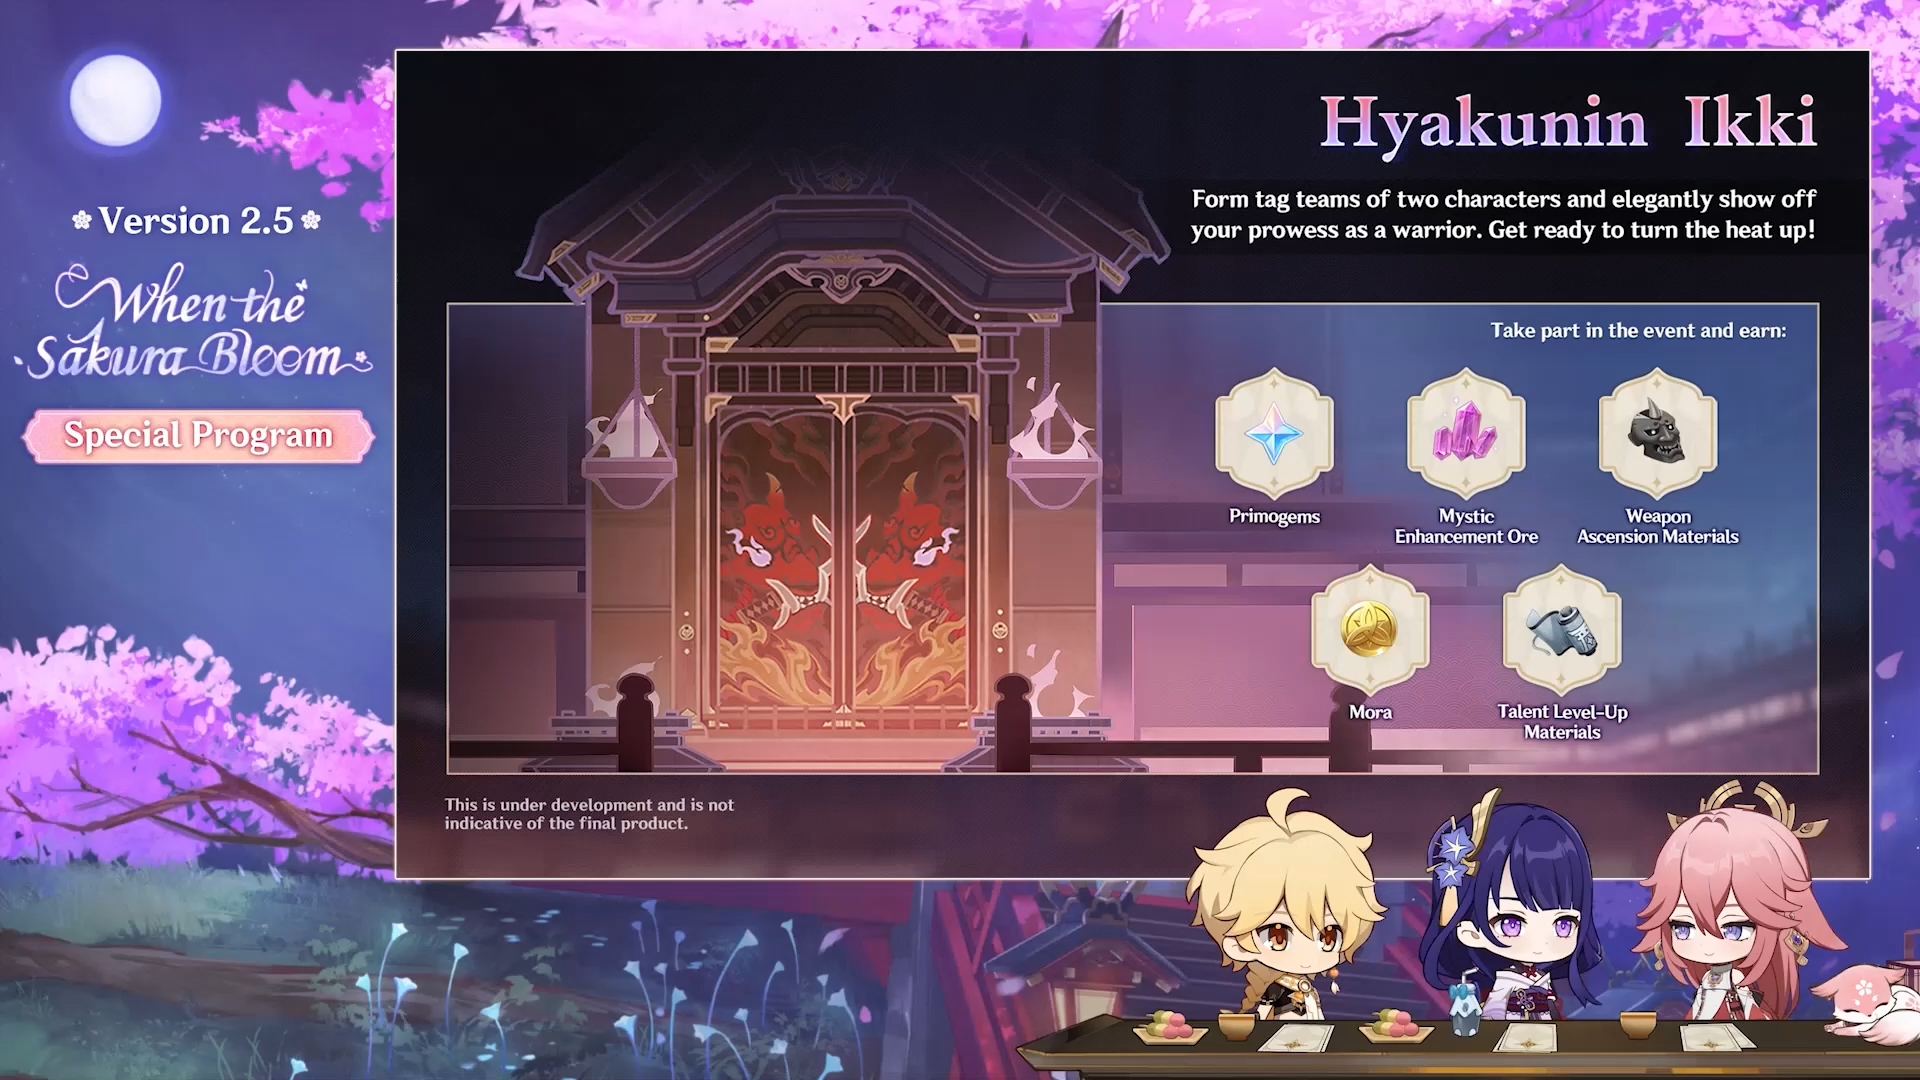 Version 2.5
When the
Sakura Bloom
Special Program
Hyakunin Ikki
Form tag teams of two characters and elegantly show off
your prowess as a warrior. Get ready to turn the heat up!
Take part in the event and earn:
Primogems
Mystic
Enhancement Ore
Weapon
Ascension Materials
Mora
Talent Level-Up
Materials
This is under development and is not
indicative of the final product.